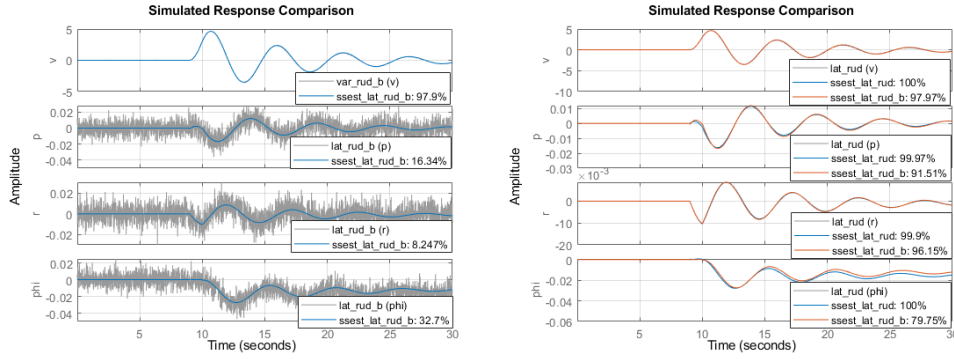 Simulated Response Comparison
5
0
-5
v
var_rud_b (v)
ssest_lat_rud_b: 97.9%
0.02
0
-0.02
-0.04
p
lat_rud_b (p)
ssest_lat_rud_b: 16.34%
Amplitude
0.02
0
-0.02
r
lat_rud_b (r)
ssest_lat_rud_b: 8.247%
0.02
0
-0.02
-0.04
phi
lat_rud_b (phi)
ssest_lat_rud_b: 32.7%
5
10
15
20
25
30
Time (seconds)
Simulated Response Comparison
5
0
-5
-10
v
lat_rud (v)
ssest_lat_rud: 100%
ssest_lat_rud_b: 97.97%
0.01
0
-0.01
-0.02
-0.03
p
lat_rud (p)
ssest_lat_rud: 99.97%
ssest_lat_rud_b: 91.51%
Amplitude
× 10-3
0
-10
-20
r
lat_rud (r)
ssest_lat_rud: 99.9%
ssest_lat_rud_b: 96.15%
0
-0.02
-0.04
-0.06
phi
lat_rud (phi)
ssest_lat_rud: 100%
ssest_lat_rud_b: 79.75%
5
10
15
20
25
30
Time (seconds)